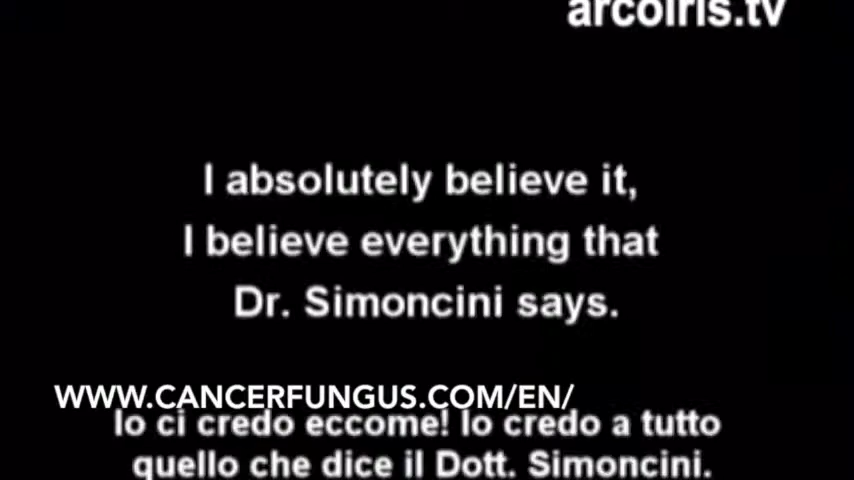 arcoiris.tv
I absolutely believe it,
I believe everything that
Dr. Simoncini says.
WWW.CANCERFUNGUS.COM/EN/
Io ci credo eccome! Io credo a tutto
quello che dice il Dott. Simoncini.